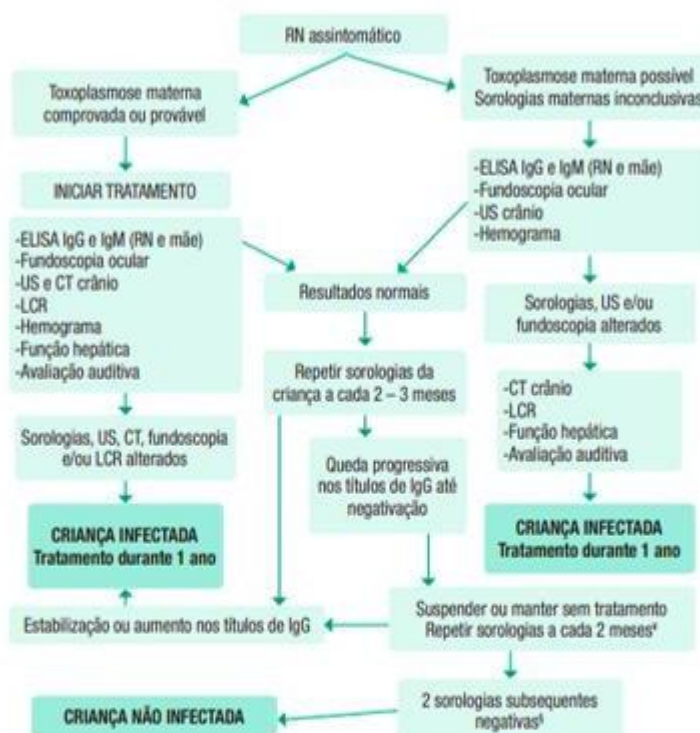 RN assintomático
Toxoplasmose materna
comprovada ou provável
INICIAR TRATAMENTO
-ELISA IgG e IgM (RN e mãe)
-Fundoscopia ocular
-US e CT crânio
-LCR
-Hemograma
-Função hepática
-Avaliação auditiva
Sorologias, US, CT, fundoscopia
e/ou LCR alterados
CRIANÇA INFECTADA
Tratamento durante 1 ano
Toxoplasmose materna possível
Sorologias maternas inconclusivas
-ELISA IgG e IgM (RN e mãe)
-Fundoscopia ocular
-US crânio
-Hemograma
Sorologias, US e/ou
fundoscopia alterados
-CT crânio
-LCR
-Função hepática
-Avaliação auditiva
CRIANÇA INFECTADA
Tratamento durante 1 ano
Resultados normais
Repetir sorologias da
criança a cada 2 – 3 meses
Queda progressiva
nos títulos de IgG até
negativação
Suspender ou manter sem tratamento
Repetir sorologias a cada 2 meses
Estabilização ou aumento nos títulos de IgG
2 sorologias subsequentes
negativas§
CRIANÇA NÃO INFECTADA